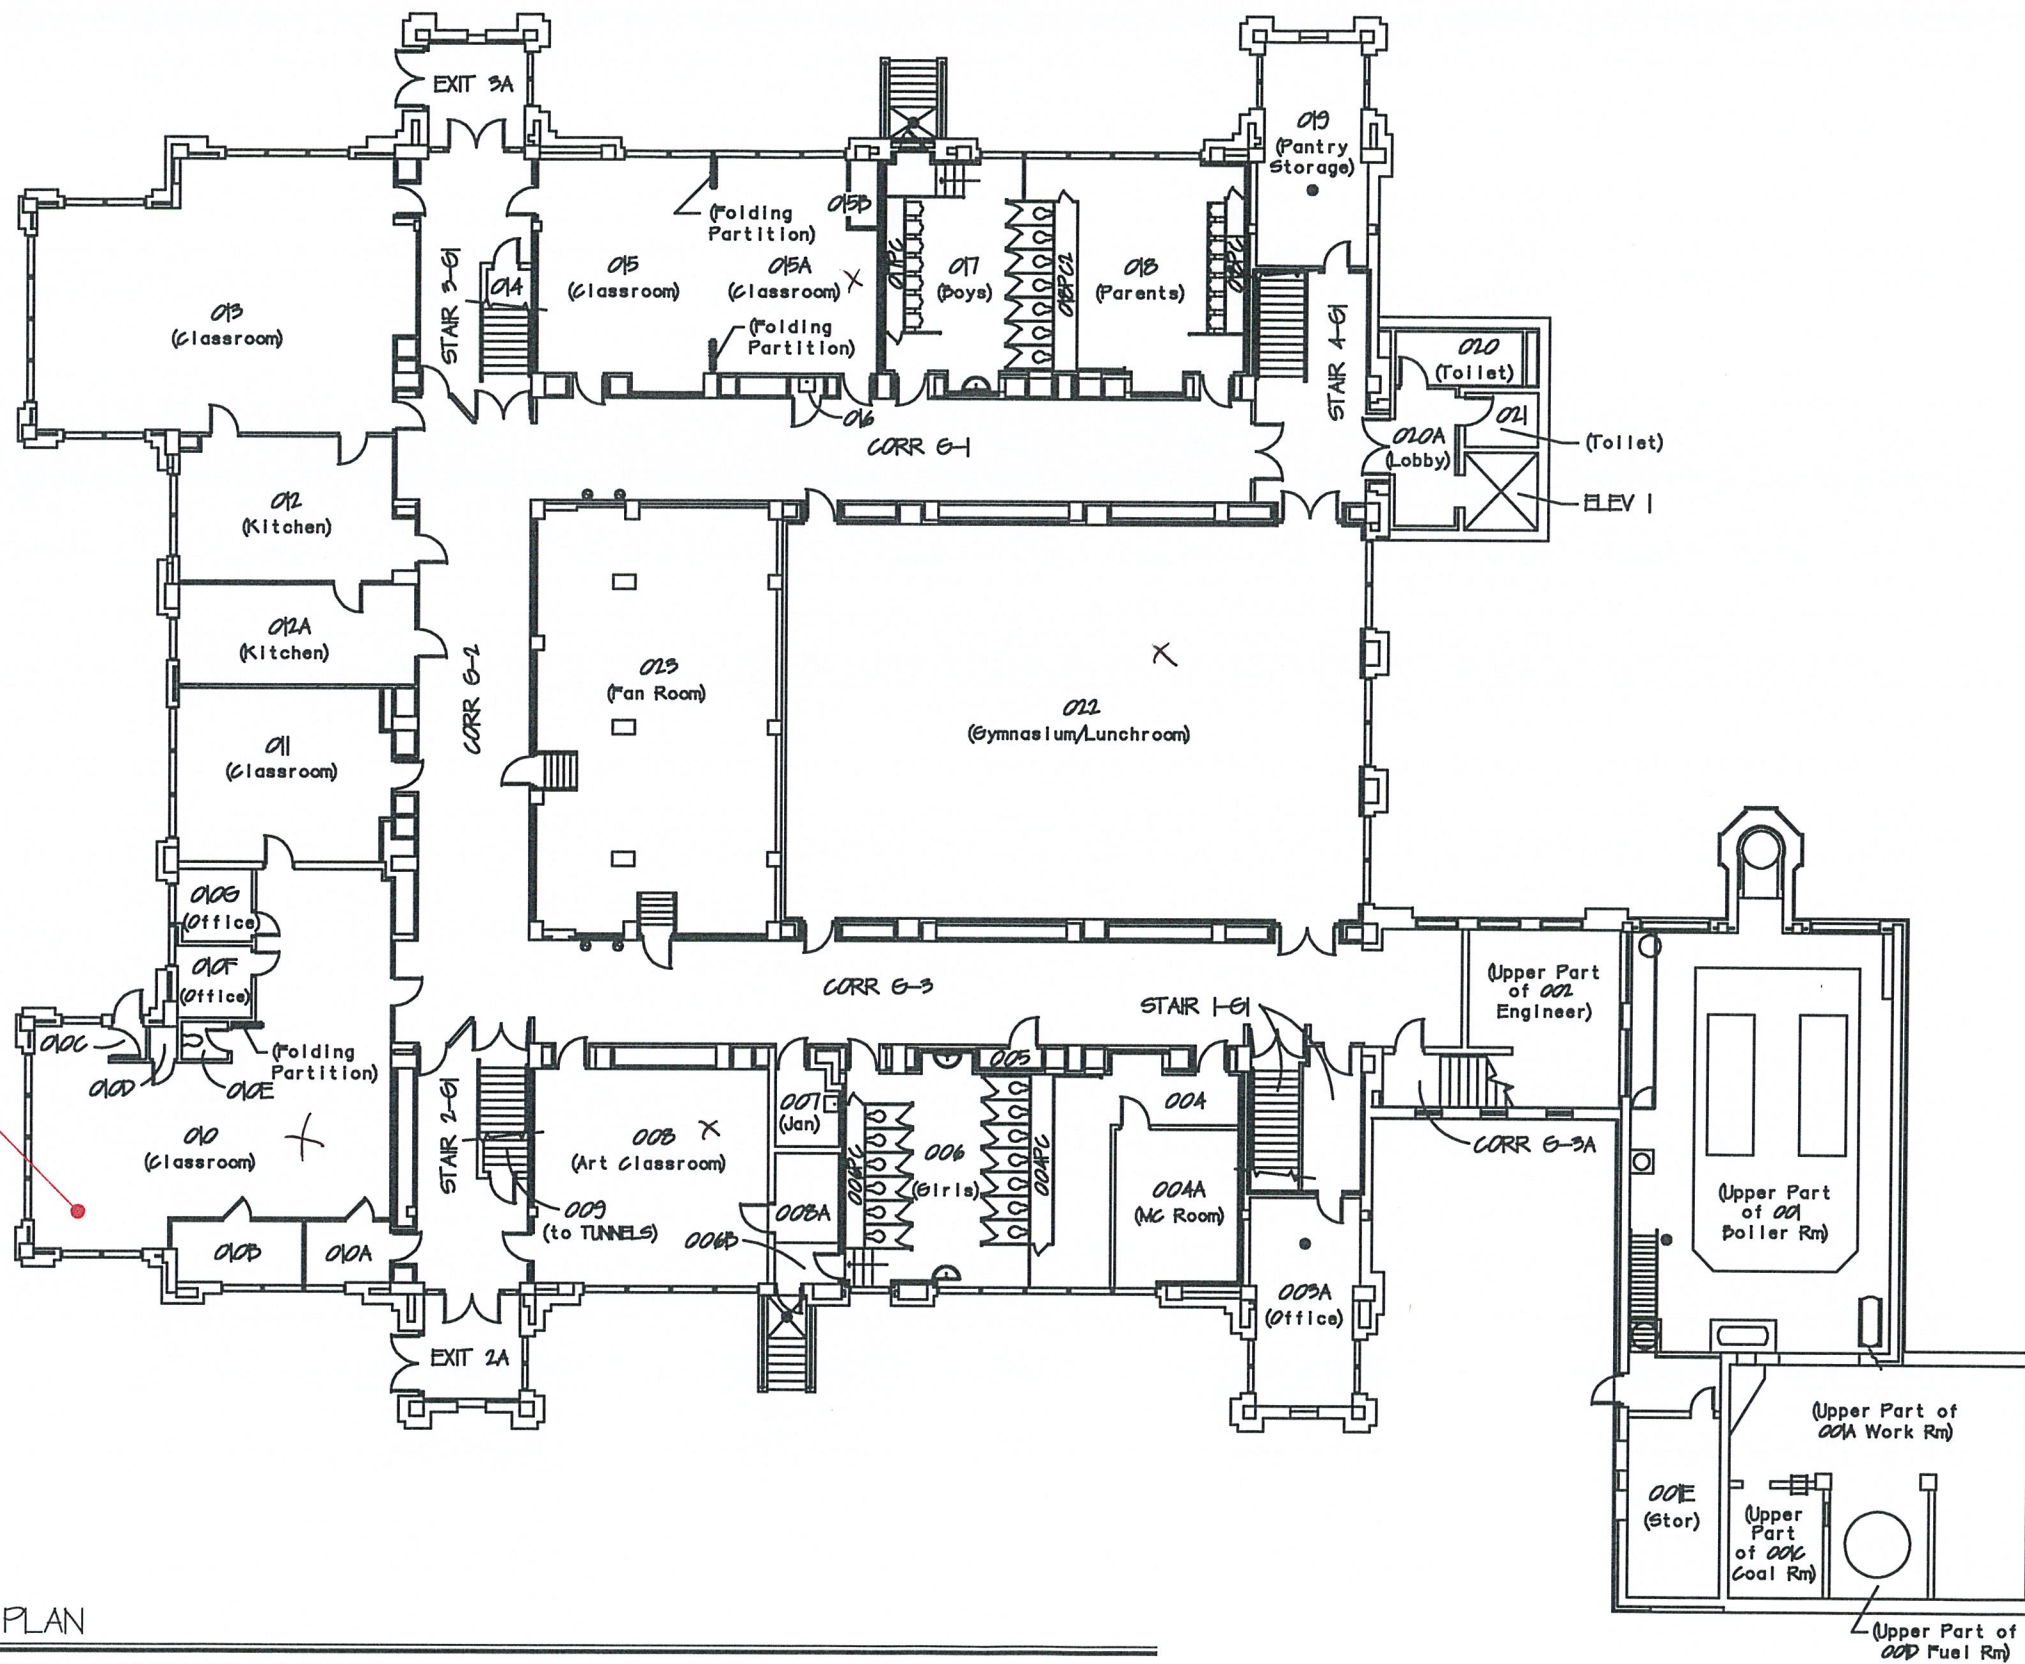 EXIT 3A
019
(Pantry
Storage)
(Folding
Partition)
015B
013
(Classroom)
STAIR 3-G1
014
015
(Classroom)
015A
(Classroom)
(Folding
Partition)
017PC
017
(Boys)
018PC2
018
(Parents)
018PC
STAIR 4-G1
020
(Toilet)
021
(Toilet)
020A
(Lobby)
ELEV 1
016
CORR G-1
012
(Kitchen)
012A
(Kitchen)
CORR G-2
023
(Fan Room)
022
(Gymnasium/Lunchroom)
011
(Classroom)
010G
(Office)
010F
(Office)
010C
010D
010E
(Folding
Partition)
CORR G-3
STAIR 1-G1
(Upper Part
of 002
Engineer)
005
004
007
(Jan)
STAIR 2-G1
008
(Art Classroom)
010
(Classroom)
006PC
006
(Girls)
004PC
004A
(MC Room)
CORR G-3A
(Upper Part
of 001
Boiler Rm)
009
(to TUNNELS)
008A
006B
010B
010A
003A
(Office)
EXIT 2A
(Upper Part of
001A Work Rm)
001E
(Stor)
(Upper
Part
of 001C
Coal Rm)
(Upper Part of
001D Fuel Rm)
PLAN